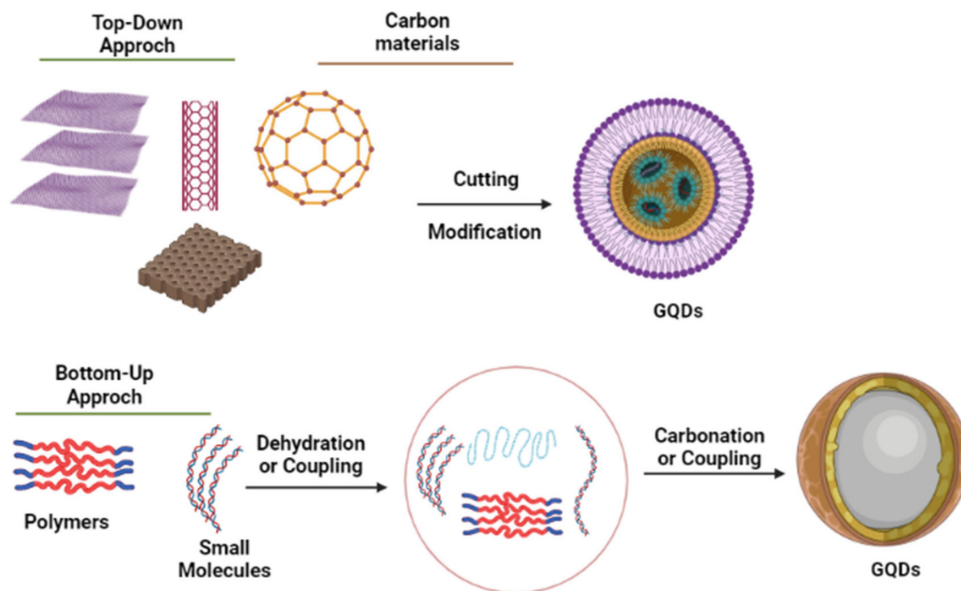 Top-Down
Approch
Carbon
materials
Cutting
Modification
GQDs
Bottom-Up
Approch
Polymers
Small
Molecules
Dehydration
or Coupling
Carbonation
or Coupling
GQDs